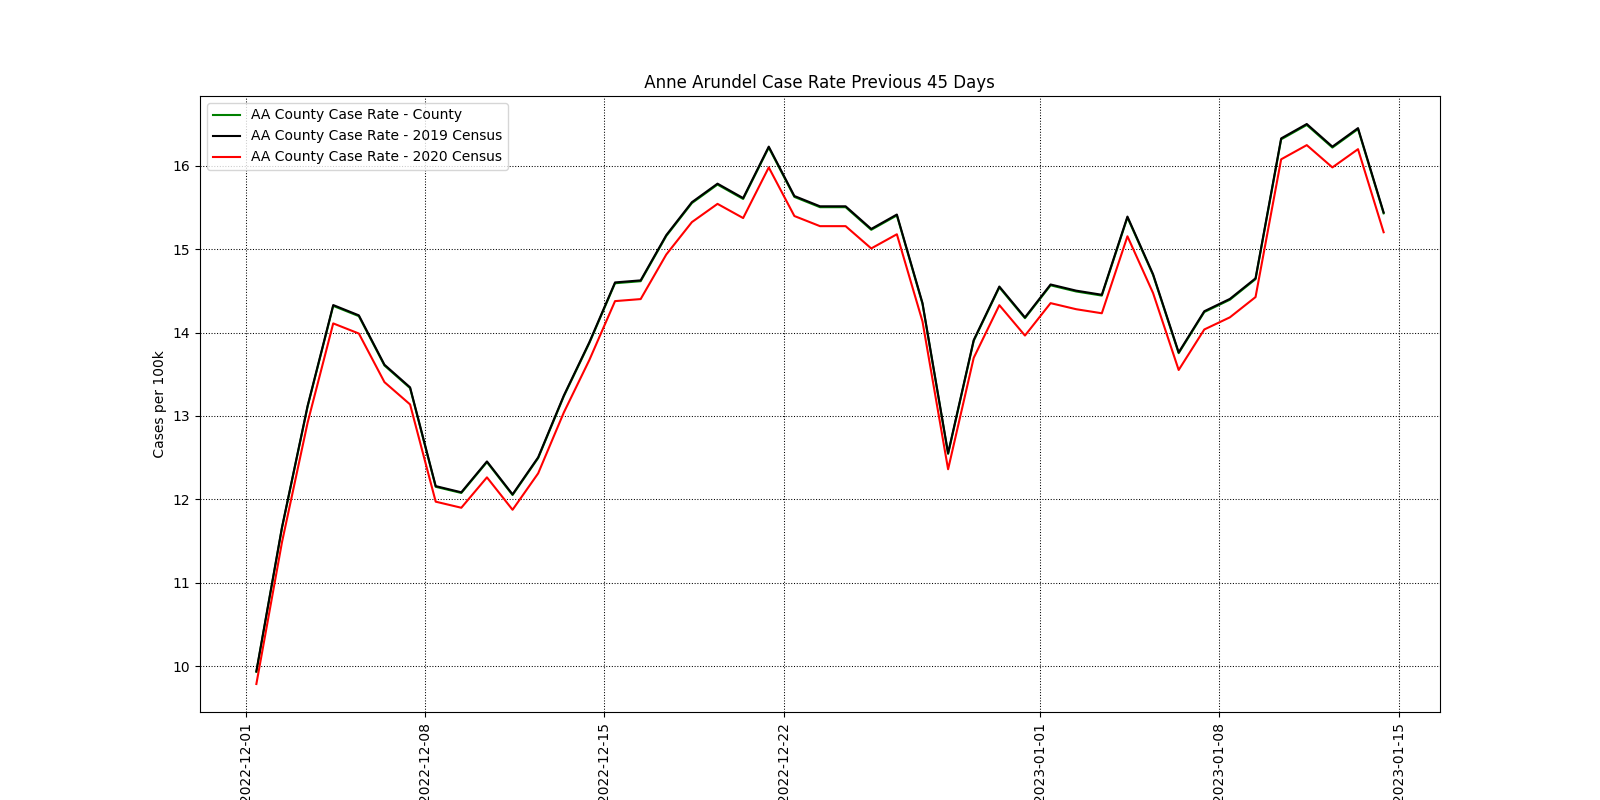 Anne Arundel Case Rate Previous 45 Days
AA County Case Rate - County
AA County Case Rate - 2019 Census
AA County Case Rate - 2020 Census
16
15
14
13
12
11
10
Cases per 100k
2022-12-01
2022-12-08
2022-12-15
2022-12-22
2023-01-01
2023-01-08
2023-01-15